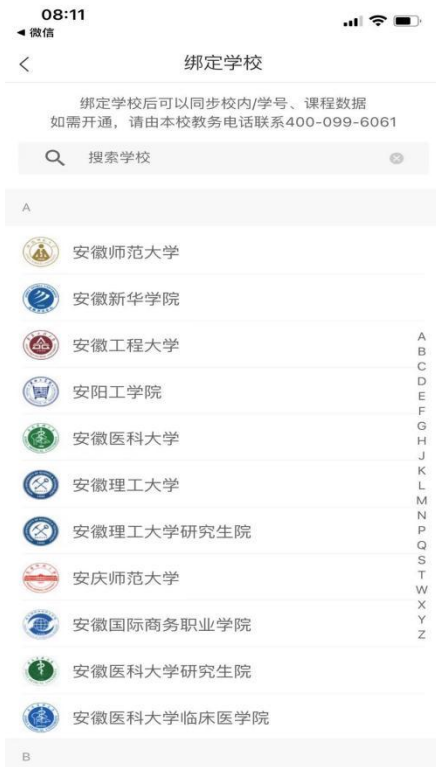 08:11
微信
绑定学校
绑定学校后可以同步校内/学号、课程数据
如需开通，请由本校教务电话联系400-099-6061
搜索学校
A
安徽师范大学
安徽新华学院
安徽工程大学
安阳工学院
安徽医科大学
安徽理工大学
安徽理工大学研究生院
安庆师范大学
安徽国际商务职业学院
安徽医科大学研究生院
安徽医科大学临床医学院
B
A
B
C
D
E
F
G
H
J
K
L
M
N
P
Q
S
T
W
X
Y
Z